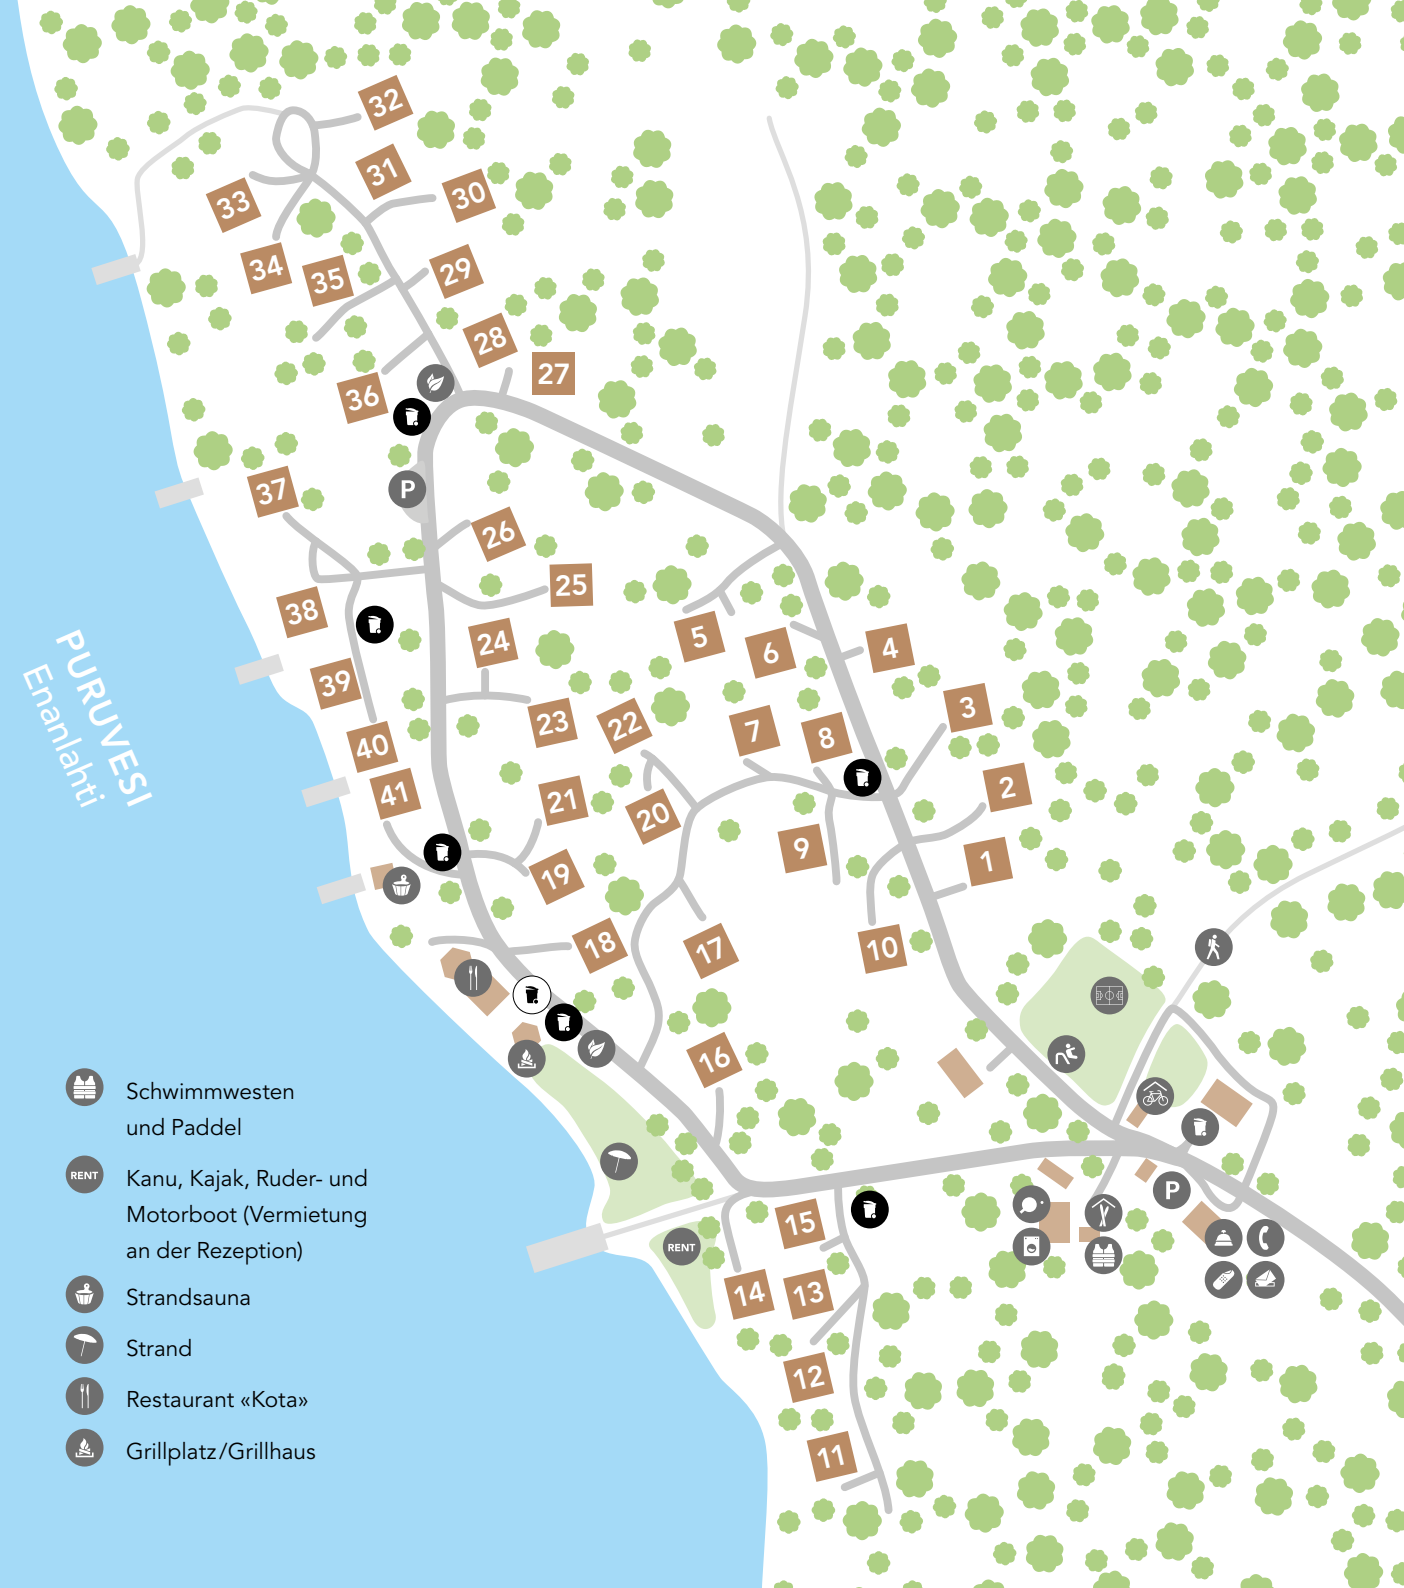 32
31
30
33
34
35
29
28
27
36
37
P
26
25
38
24
39
23
22
40
41
21
20
19
18
17
16
5
6
4
7
8
3
2
9
1
10
PURUVESI
Enanlahti
15
14
13
12
11
RENT
P
Schwimmwesten
und Paddel
RENT
Kanu, Kajak, Ruder- und
Motorboot (Vermietung
an der Rezeption)
Strandsauna
Strand
Restaurant «Kota»
Grillplatz/Grillhaus